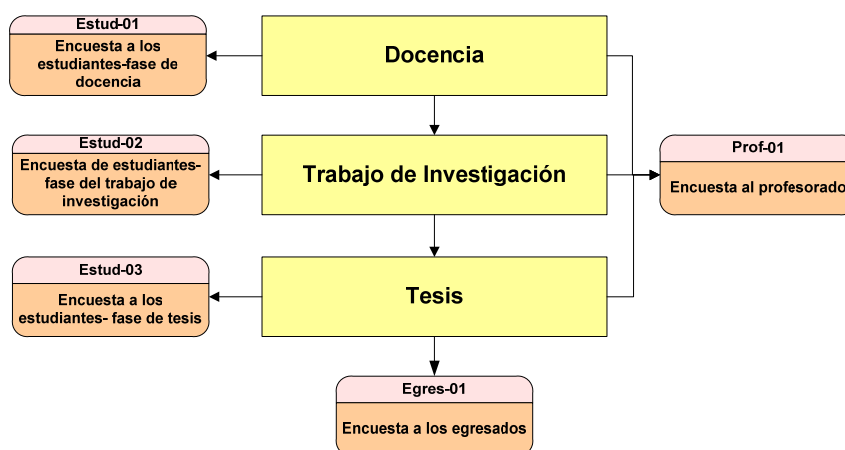 Estud-01
Encuesta a los
estudiantes-fase de
docencia
Docencia
Estud-02
Encuesta de estudiantes-
fase del trabajo de
investigación
Trabajo de Investigación
Prof-01
Encuesta al profesorado
Estud-03
Encuesta a los
estudiantes- fase de tesis
Tesis
Egres-01
Encuesta a los egresados